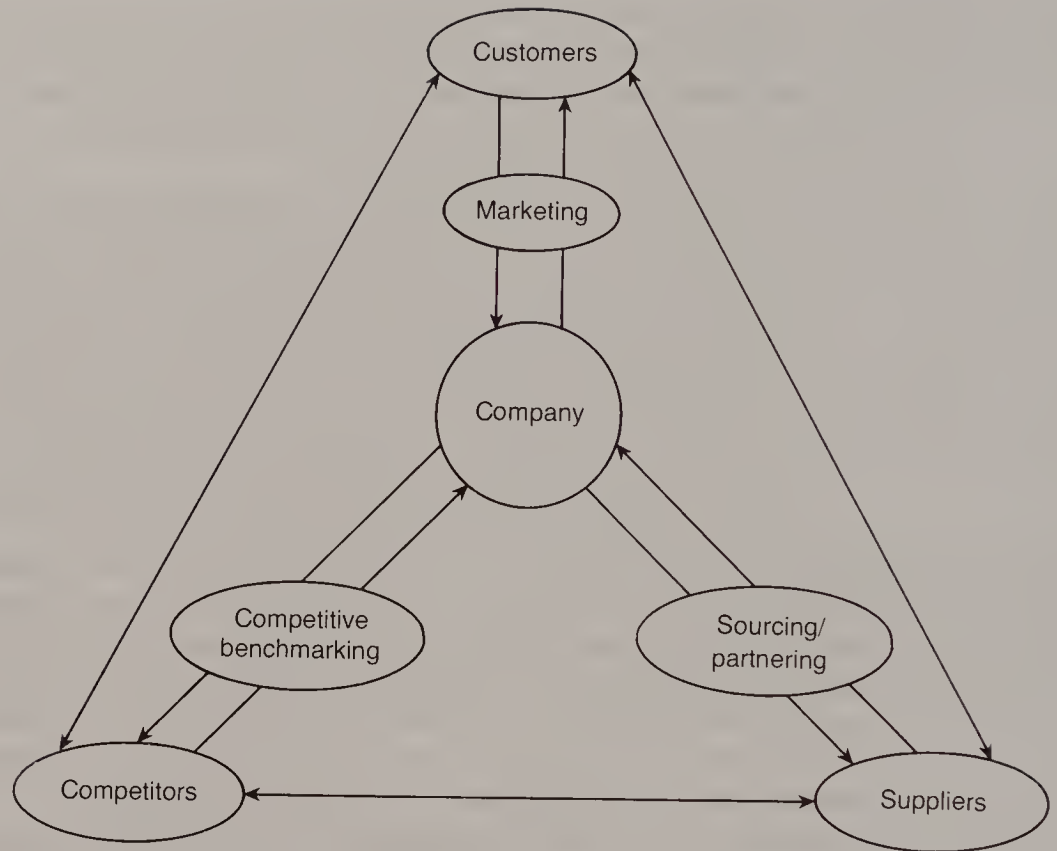 Customers
Marketing
Company
Competitive
benchmarking
Sourcing/
partnering
Competitors
Suppliers